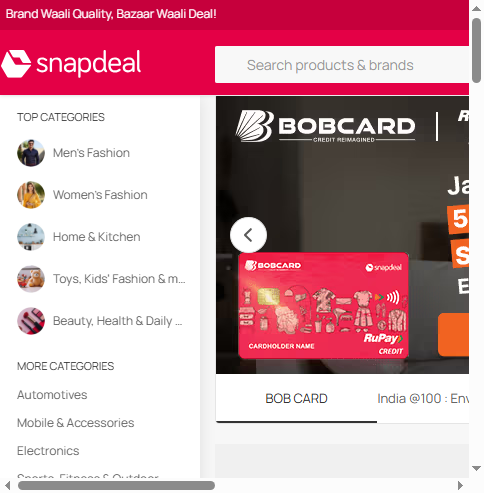 Brand Waali Quality, Bazaar Waali Deal!
snapdeal
Search products & brands
TOP CATEGORIES
Men's Fashion
Women's Fashion
Home & Kitchen
Toys, Kids' Fashion & m...
Beauty, Health & Daily ...
MORE CATEGORIES
Automotives
Mobile & Accessories
Electronics
Sports, Fitness & Outdoor
BOBCARD
CREDIT REIMAGINED
Ja
5
S
E
BOBCARD
snapdeal
CARDHOLDER NAME
RuPay
CREDIT
BOB CARD
India @100 : Env